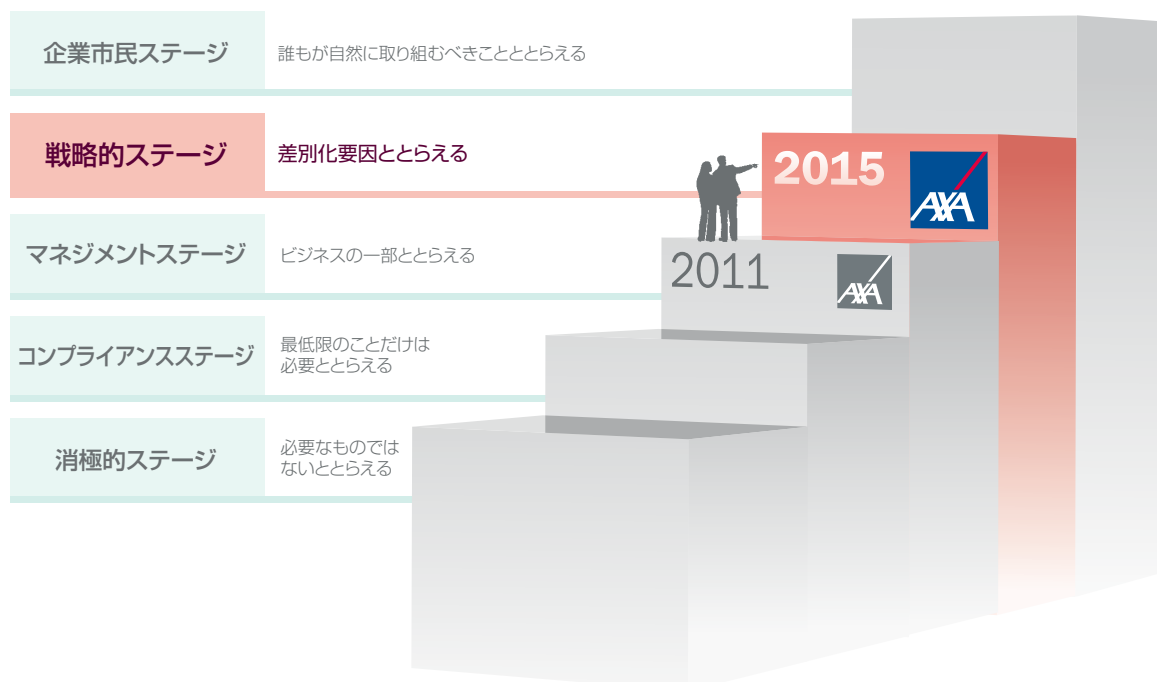 企業市民ステージ
誰もが自然に取り組むべきことととらえる
戦略的ステージ
差別化要因ととらえる
2015
AXA
マネジメントステージ
ビジネスの一部ととらえる
2011
AXA
コンプライアンスステージ
最低限のことだけは
必要ととらえる
消極的ステージ
必要なものでは
ないととらえる